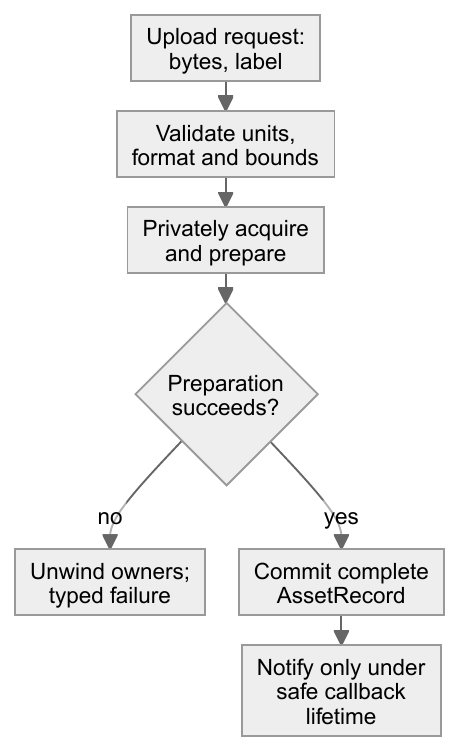 Upload request:
bytes, label
Validate units,
format and bounds
Privately acquire
and prepare
Preparation
succeeds?
no
yes
Unwind owners;
typed failure
Commit complete
AssetRecord
Notify only under
safe callback
lifetime